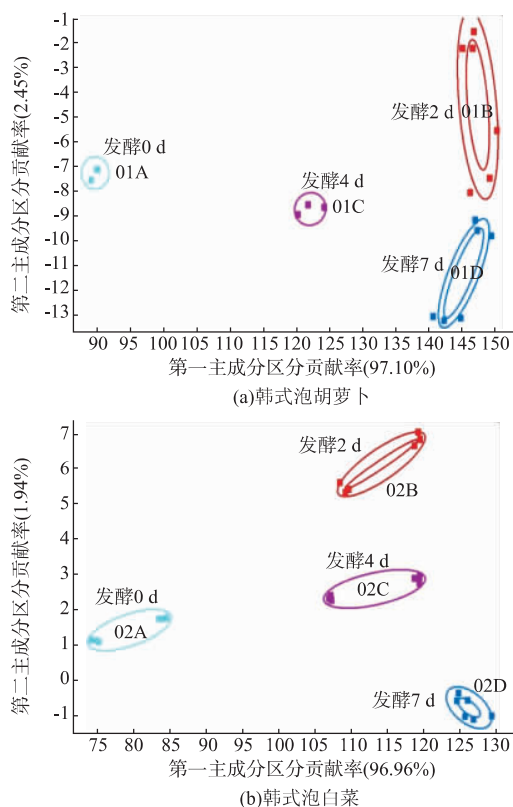 -1
-2
-3
-4
-5
-6
-7
-8
-9
-10
-11
-12
-13
第二主成分区分贡献率(2.45%)
发酵0 d
01A
发酵4 d
01C
发酵2 d 01B
发酵7 d
01D
90 95 100 105 110 115 120 125 130 135 140 145 150
第一主成分区分贡献率(97.10%)
(a)韩式泡胡萝卜
7
6
5
4
3
2
1
0
-1
第二主成分区分贡献率(1.94%)
发酵2 d
02B
发酵4 d
02C
发酵0 d
02A
02D
发酵7 d
75 80 85 90 95 100 105 110 115 120 125 130
第一主成分区分贡献率(96.96%)
(b)韩式泡白菜